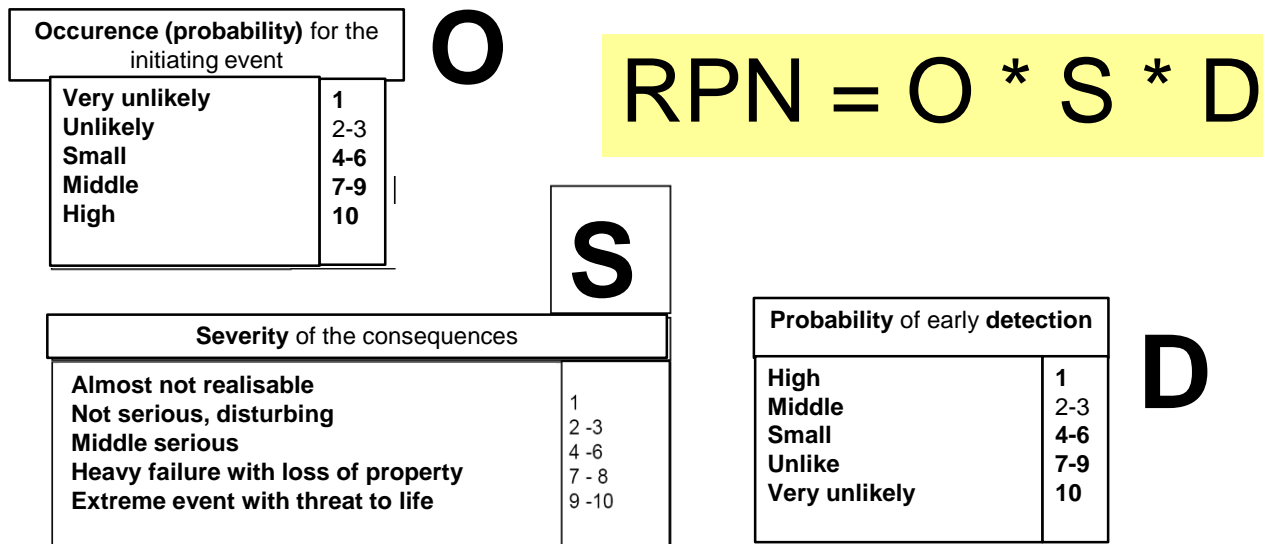 Occurence (probability) for the
initiating event
O
Very unlikely 1
Unlikely 2-3
Small 4-6
Middle 7-9
High 10
RPN = O * S * D
S
Severity of the consequences
Almost not realisable 1
Not serious, disturbing 2 -3
Middle serious 4 -6
Heavy failure with loss of property 7 - 8
Extreme event with threat to life 9 -10
Probability of early detection
D
High 1
Middle 2-3
Small 4-6
Unlike 7-9
Very unlikely 10